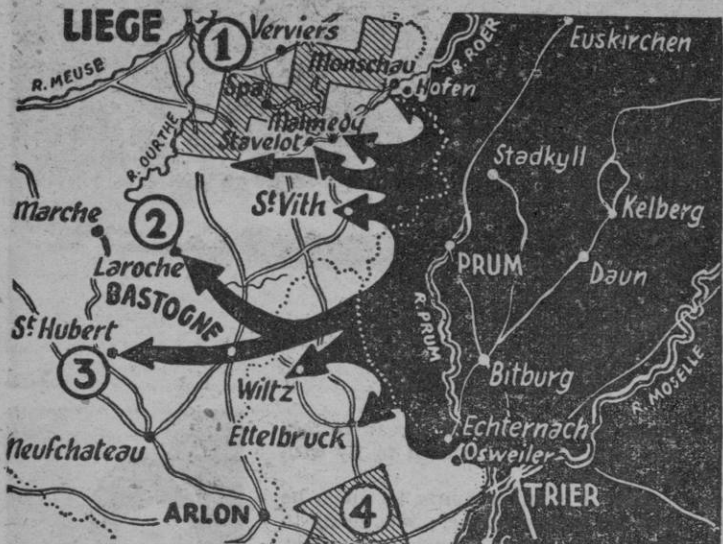 LIEGE
1
Verviers
Euskirchen
R. MEUSE
Monschau
R. ROER
Hofen
Spa
Malmedy
Stavelot
R. OURTHE
Stadkyll
St Vith
Kelberg
Marche
2
Laroche
PRUM
Daun
BASTOGNE
St Hubert
R. PRUM
3
Bitburg
R. MOSELLE
Wiltz
Ettelbruck
Echternach
Osweiler
Neufchateau
TRIER
ARLON
4